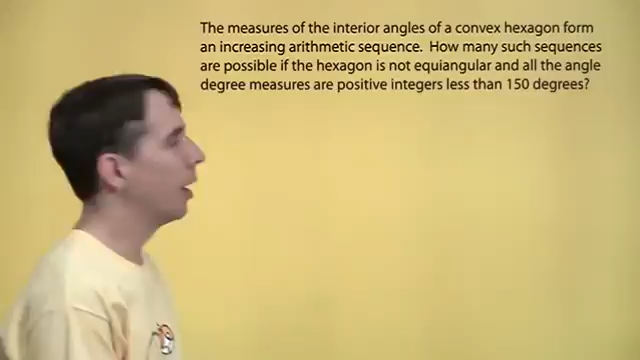 The measures of the interior angles of a convex hexagon form
an increasing arithmetic sequence.  How many such sequences
are possible if the hexagon is not equiangular and all the angle
degree measures are positive integers less than 150 degrees?